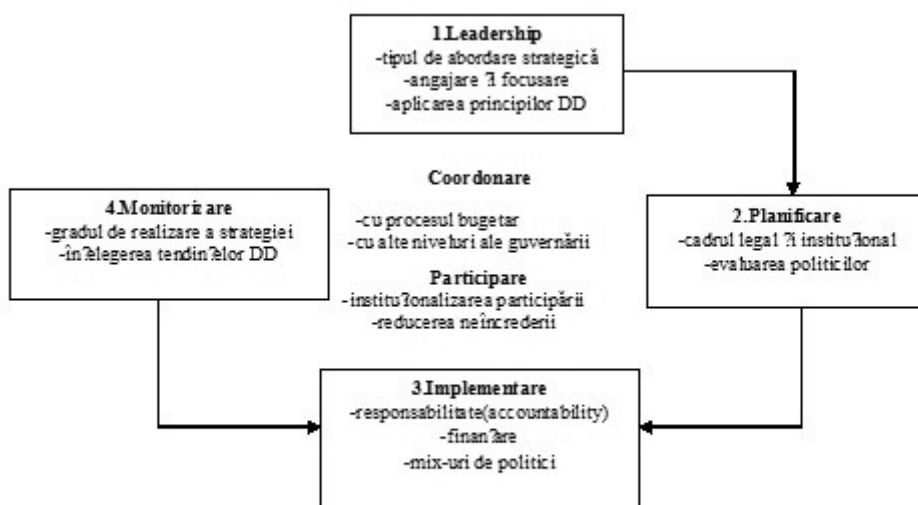 1.Leadership
-tipul de abordare strategică
-angajare ?i focusare
-aplicarea principilor DD
Coordonare
-cu procesul bugetar
-cu alte niveluri ale guvernării
Participare
-institu?ionalizarea participării
-reducerea neîncrederii
4.Monitorizare
-gradul de realizare a strategiei
-în?elegerea tendin?elor DD
2.Planificare
-cadrul legal ?i institu?ional
-evaluarea politicilor
3.Implementare
-responsabilitate(accountability)
-finan?are
-mix-uri de politici